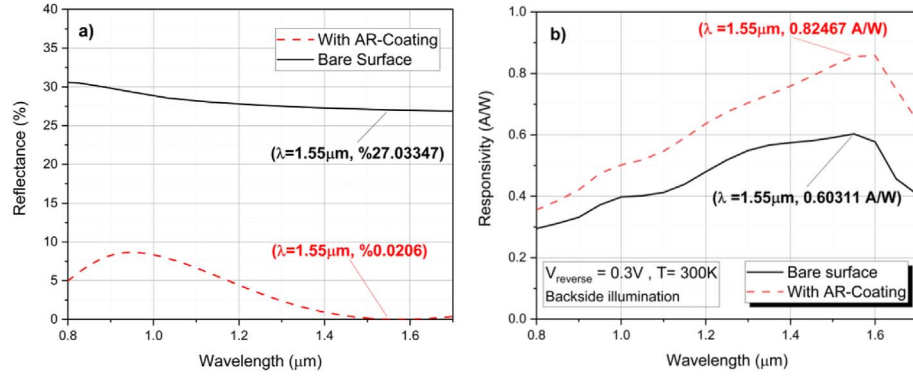 a)
With AR-Coating
Bare Surface
(λ=1.55μm, %27.03347)
(λ=1.55μm, %0.0206)
Reflectance (%)
40
35
30
25
20
15
10
5
0
0.8
1.0
1.2
1.4
1.6
Wavelength (μm)
b)
(λ =1.55μm, 0.82467 A/W)
(λ =1.55μm, 0.60311 A/W)
V_reverse = 0.3V , T= 300K
Backside illumination
Bare surface
With AR-Coating
Responsivity (A/W)
1.0
0.8
0.6
0.4
0.2
0.0
0.8
1.0
1.2
1.4
1.6
Wavelength (μm)